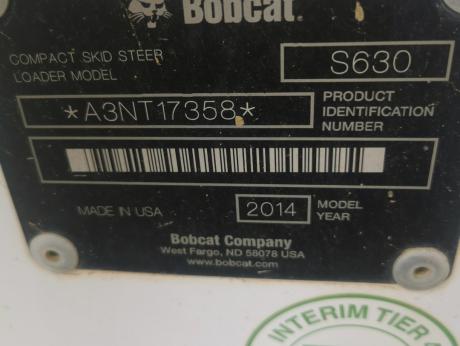 Bobcat.
COMPACT SKID STEER
LOADER MODEL
S630
*A3NT17358*
PRODUCT
IDENTIFICATION
NUMBER
MADE IN USA
2014
MODEL
YEAR
Bobcat Company
West Fargo, ND 58078 USA
www.bobcat.com
INTERIM TIER 4